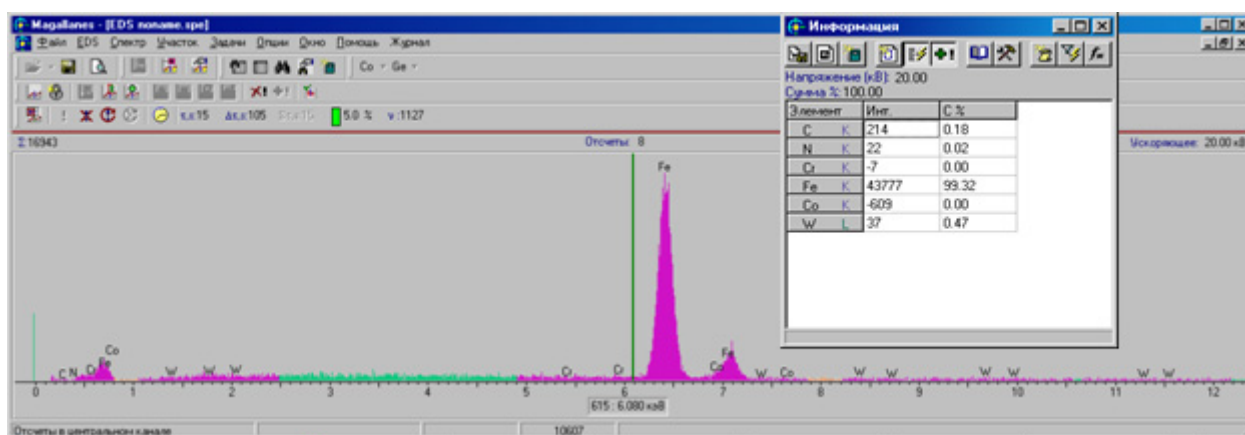 Magallanes - [EDS noname.spe]
Файл EDS Спектр Участок Задачи Опции Окно Помощь Журнал
Co Ge
5.0 %
Σ:16943 Отсчеты: 8 Ускоряющее: 20.00 кВ
Информация
Напряжение (кВ): 20.00
Сумма %:100.00
Элемент Инт. C %
C K 214 0.18
N K 22 0.02
Cr K -7 0.00
Fe K 43777 99.32
Co K -609 0.00
W L 37 0.47
Fe
Co
Fe
C N Cr
W W W
Cr Cr
Co Fe
W Co W W W W W W
0 1 2 3 4 5 6 7 8 9 10 11 12
615 : 6.080 кэВ
Отсчеты в центральном канале 10607